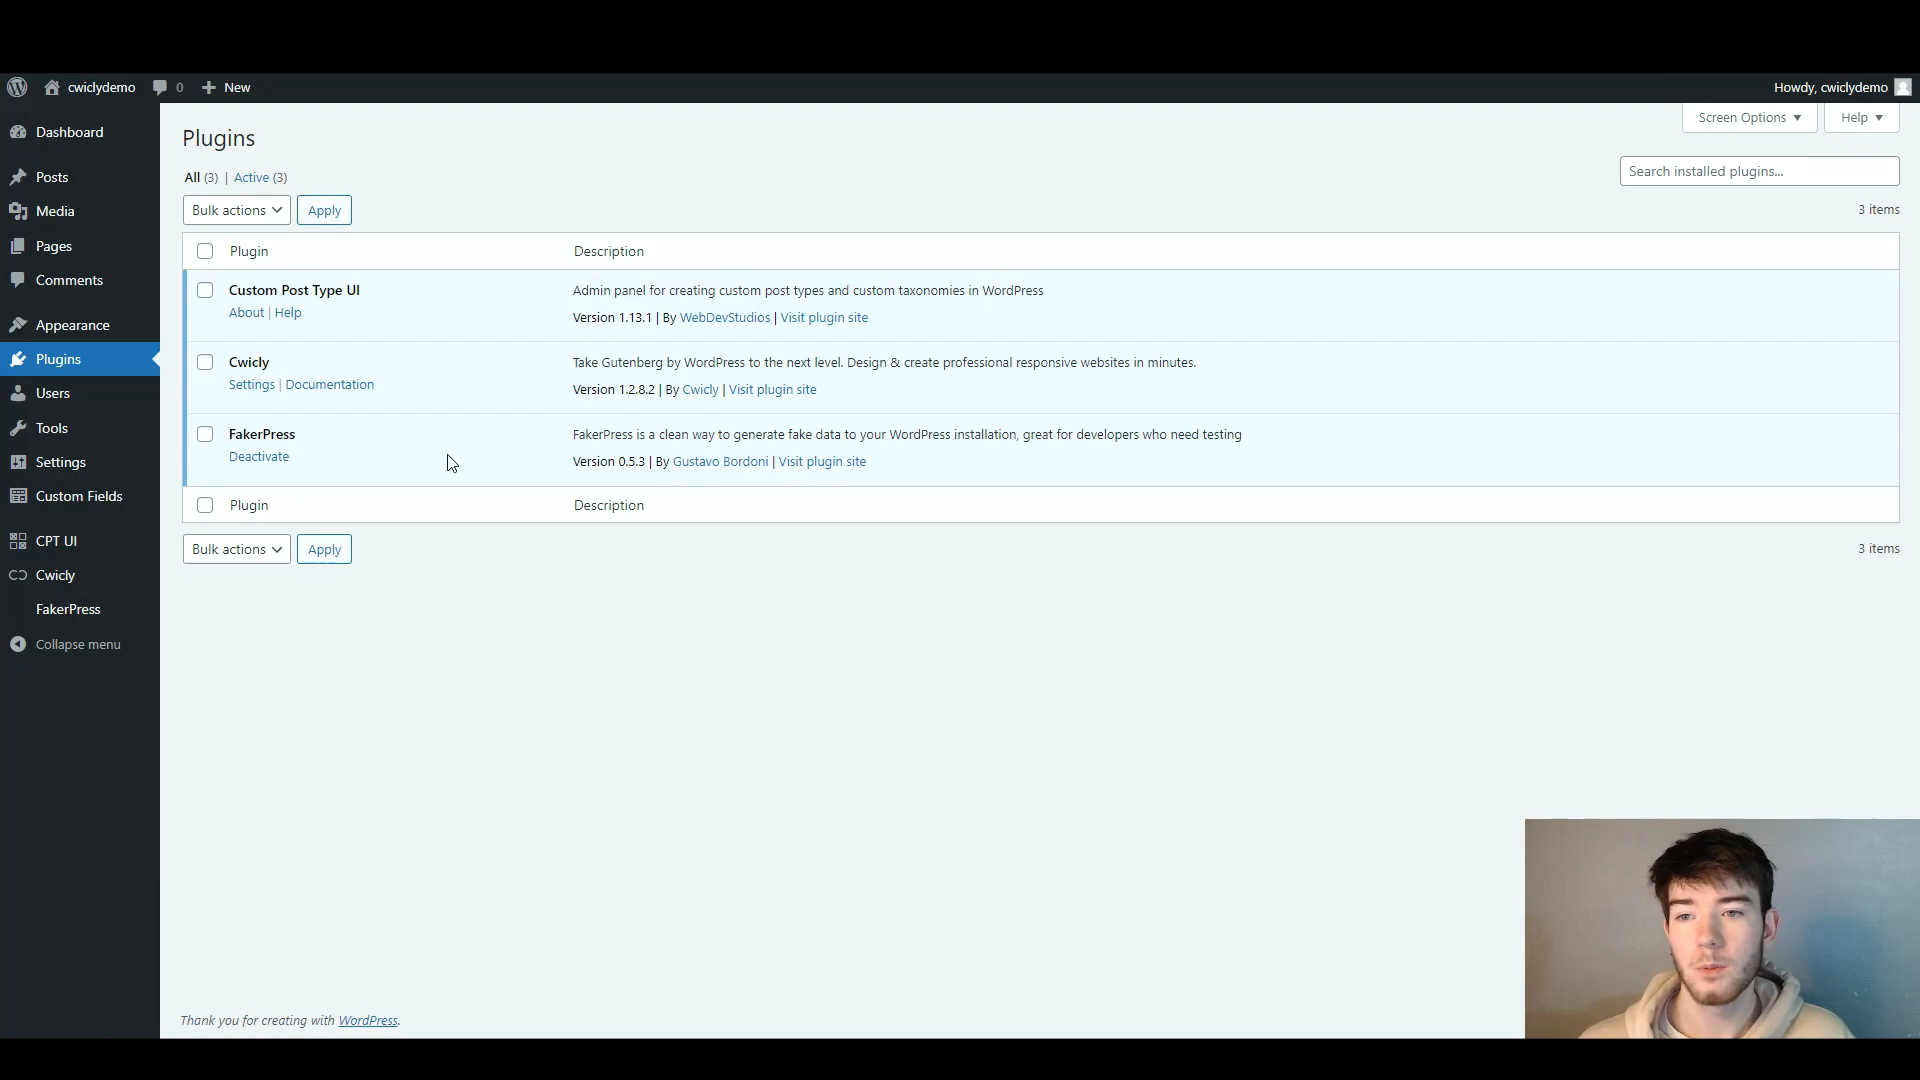 cwiclydemo 0 New Howdy, cwiclydemo
Dashboard
Posts
Media
Pages
Comments
Appearance
Plugins
Users
Tools
Settings
Custom Fields
CPT UI
Cwicly
FakerPress
Collapse menu
Screen Options Help
Plugins
All (3) | Active (3)
Search installed plugins...
Bulk actions Apply 3 items
Plugin Description
Custom Post Type UI Admin panel for creating custom post types and custom taxonomies in WordPress
About | Help Version 1.13.1 | By WebDevStudios | Visit plugin site
Cwicly Take Gutenberg by WordPress to the next level. Design & create professional responsive websites in minutes.
Settings | Documentation Version 1.2.8.2 | By Cwicly | Visit plugin site
FakerPress FakerPress is a clean way to generate fake data to your WordPress installation, great for developers who need testing
Deactivate Version 0.5.3 | By Gustavo Bordoni | Visit plugin site
Plugin Description
Bulk actions Apply 3 items
Thank you for creating with WordPress.